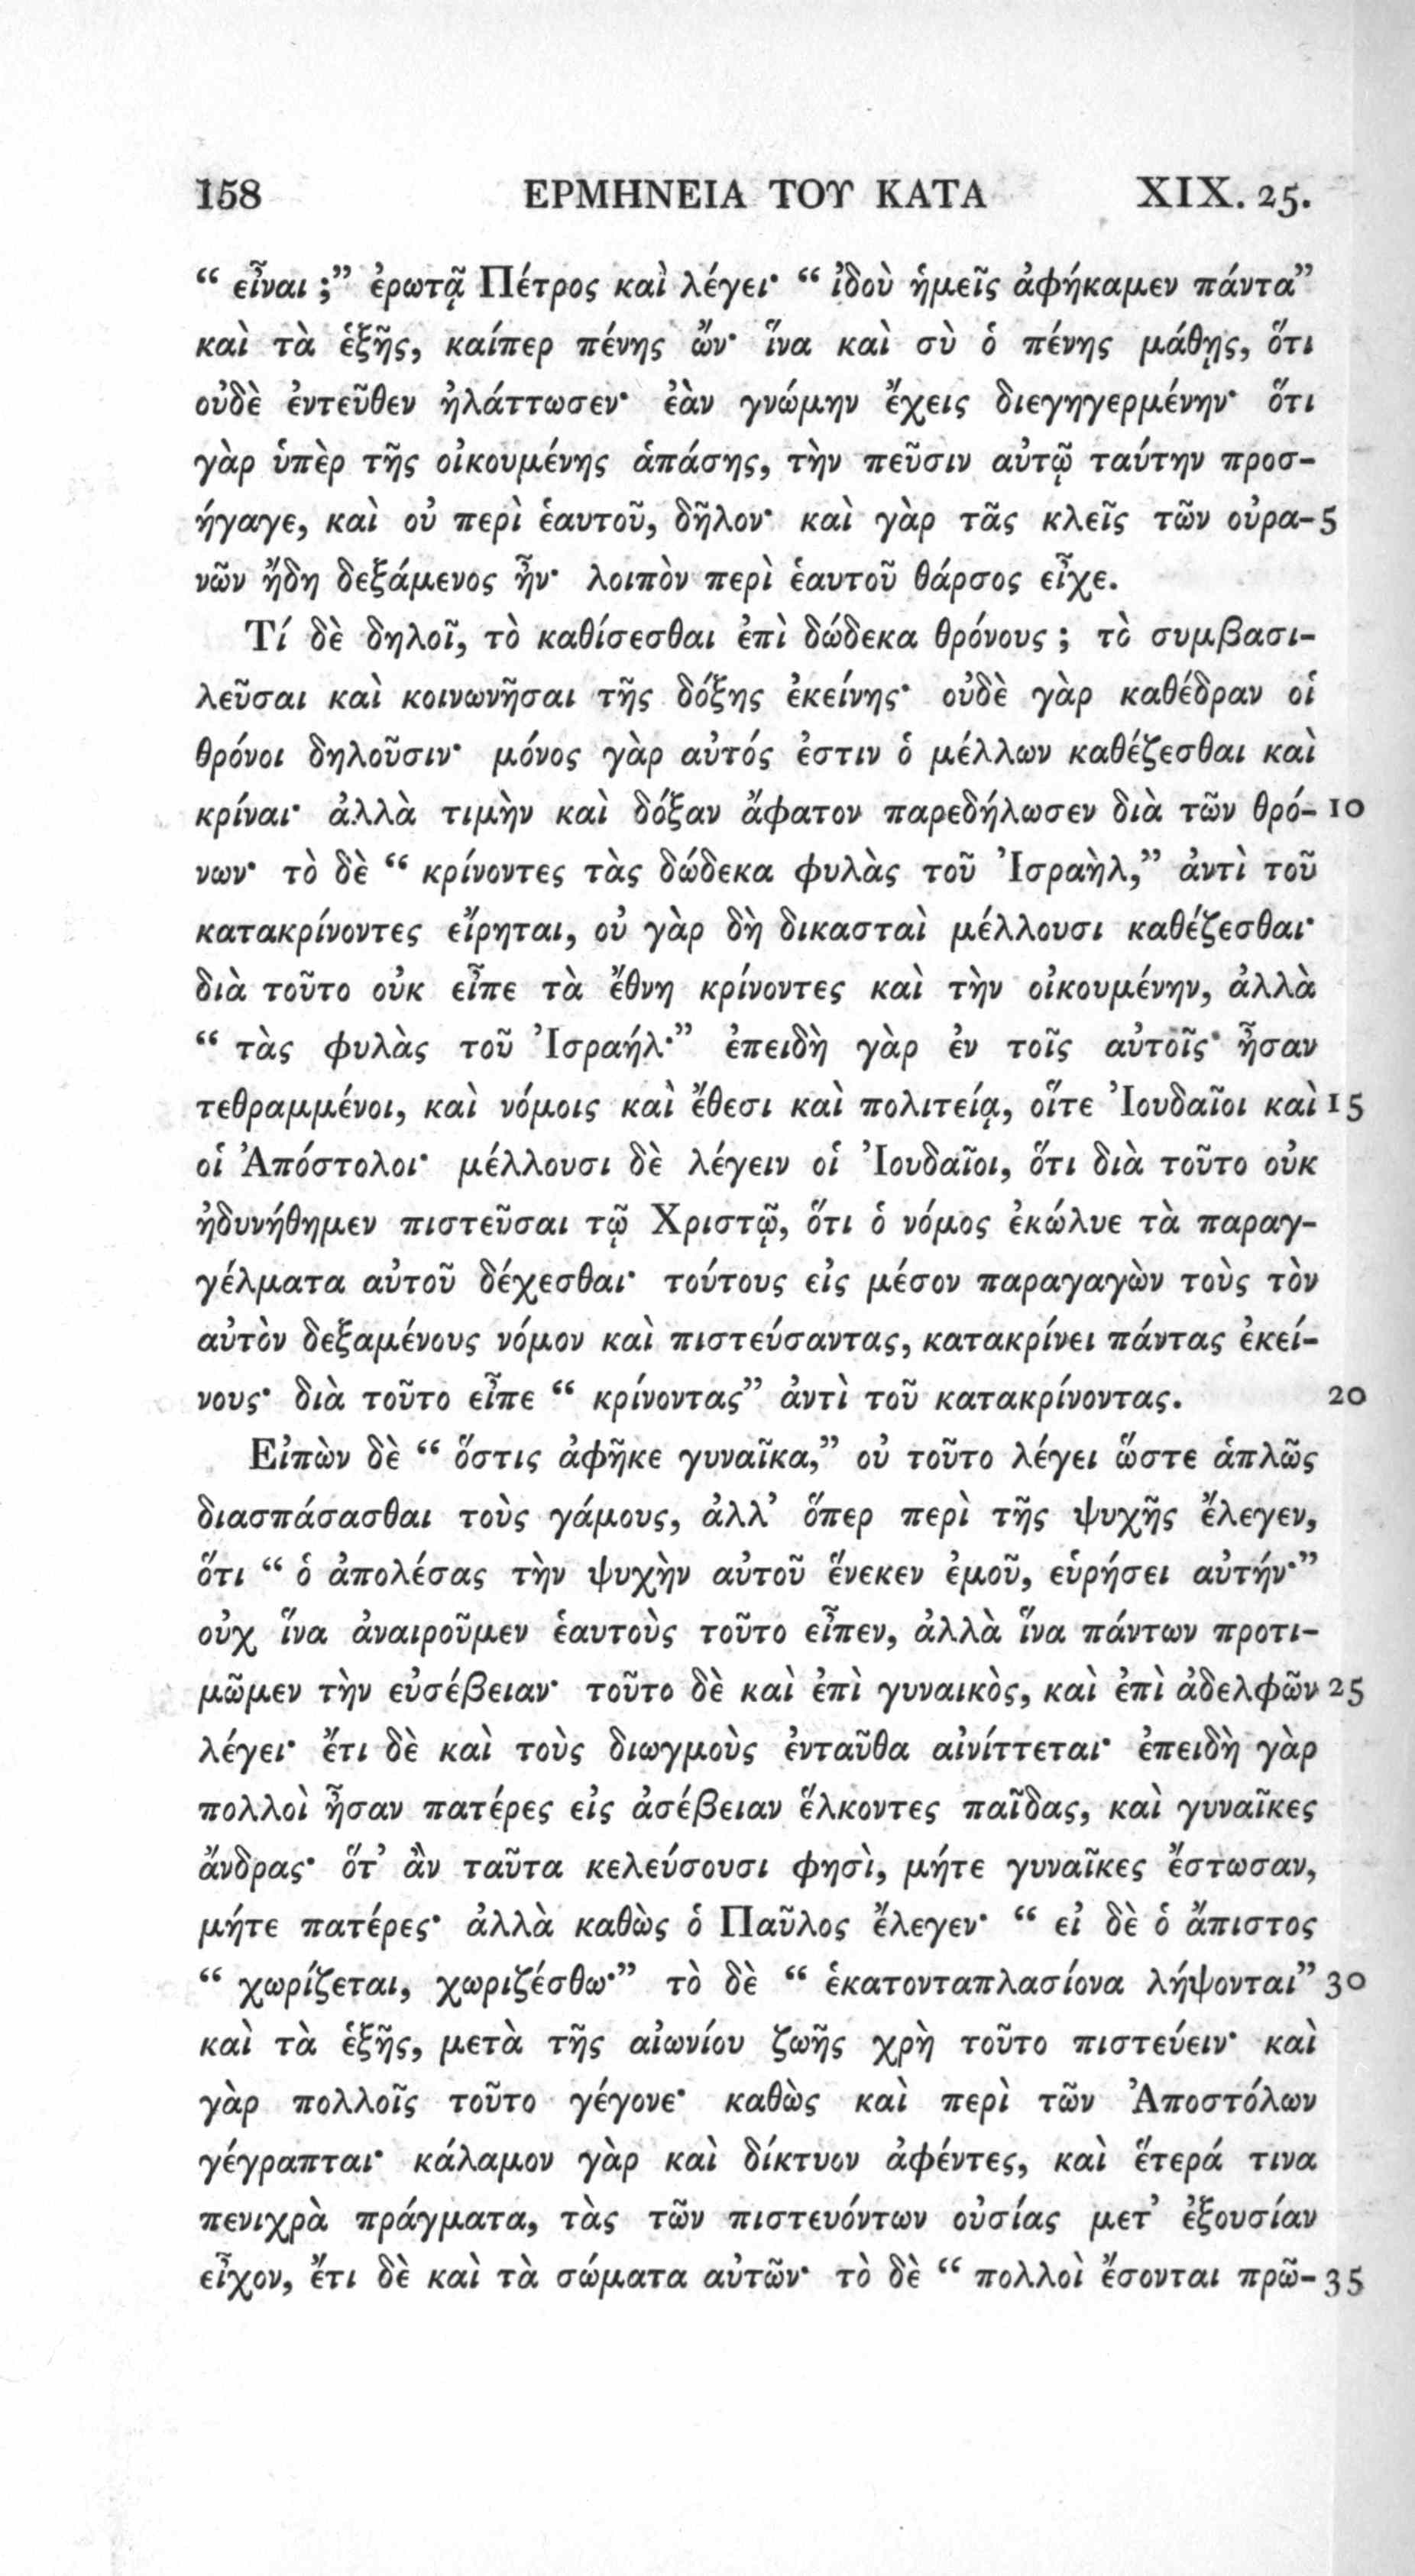 158 ΕΡΜΗΝΕΙΑ ΤΟΥ ΚΑΤΑ XIX. 25.
“ εἶναι ;” ἐρωτᾷ Πέτρος καὶ λέγει· “ ἰδοὺ ἡμεῖς ἀφήκαμεν πάντα”
καὶ τὰ ἑξῆς, καίπερ πένης ὤν· ἵνα καὶ σὺ ὁ πένης μάθῃς, ὅτι
οὐδὲ ἐντεῦθεν ἠλάττωσεν· ἐὰν γνώμην ἔχεις διεγηγερμένην· ὅτι
γὰρ ὑπὲρ τῆς οἰκουμένης ἁπάσης, τὴν πεῦσιν αὐτῷ ταύτην προσ-
ήγαγε, καὶ οὐ περὶ ἑαυτοῦ, δῆλον· καὶ γὰρ τᾶς κλεῖς τῶν οὐρα- 5
νῶν ἤδη δεξάμενος ἦν· λοιπὸν περὶ ἑαυτοῦ θάρσος εἶχε.
Τί δὲ δηλοῖ, τὸ καθίσεσθαι ἐπὶ δώδεκα θρόνους ; τὸ συμβασι-
λεῦσαι καὶ κοινωνῆσαι τῆς δόξης ἐκείνης· οὐδὲ γὰρ καθέδραν οἱ
θρόνοι δηλοῦσιν· μόνος γὰρ αὐτός ἐστιν ὁ μέλλων καθέζεσθαι καὶ
κρίναι· ἀλλὰ τιμὴν καὶ δόξαν ἄφατον παρεδήλωσεν διὰ τῶν θρό- 10
νων· τὸ δὲ “ κρίνοντες τὰς δώδεκα φυλὰς τοῦ Ἰσραὴλ,” ἀντὶ τοῦ
κατακρίνοντες εἴρηται, οὐ γὰρ δὴ δικασταὶ μέλλουσι καθέζεσθαι·
διὰ τοῦτο οὐκ εἶπε τὰ ἔθνη κρίνοντες καὶ τὴν οἰκουμένην, ἀλλὰ
“ τὰς φυλὰς τοῦ Ἰσραήλ·” ἐπειδὴ γὰρ ἐν τοῖς αὐτοῖς· ἦσαν
τεθραμμένοι, καὶ νόμοις καὶ ἔθεσι καὶ πολιτείᾳ, οἵτε Ἰουδαῖοι καὶ 15
οἱ Ἀπόστολοι· μέλλουσι δὲ λέγειν οἱ Ἰουδαῖοι, ὅτι διὰ τοῦτο οὐκ
ἠδυνήθημεν πιστεῦσαι τῷ Χριστῷ, ὅτι ὁ νόμος ἐκώλυε τὰ παραγ-
γέλματα αὐτοῦ δέχεσθαι· τούτους εἰς μέσον παραγαγὼν τοὺς τὸν
αὐτὸν δεξαμένους νόμον καὶ πιστεύσαντας, κατακρίνει πάντας ἐκεί-
νους· διὰ τοῦτο εἶπε “ κρίνοντας” ἀντὶ τοῦ κατακρίνοντας. 20
Εἰπὼν δὲ “ ὅστις ἀφῆκε γυναῖκα,” οὐ τοῦτο λέγει ὥστε ἁπλῶς
διασπάσασθαι τοὺς γάμους, ἀλλ’ ὅπερ περὶ τῆς ψυχῆς ἔλεγεν,
ὅτι “ ὁ ἀπολέσας τὴν ψυχὴν αὐτοῦ ἕνεκεν ἐμοῦ, εὑρήσει αὐτήν·”
οὐχ ἵνα ἀναιροῦμεν ἑαυτοὺς τοῦτο εἶπεν, ἀλλὰ ἵνα πάντων προτι-
μῶμεν τὴν εὐσέβειαν· τοῦτο δὲ καὶ ἐπὶ γυναικὸς, καὶ ἐπὶ ἀδελφῶν 25
λέγει· ἔτι δὲ καὶ τοὺς διωγμοὺς ἐνταῦθα αἰνίττεται· ἐπειδὴ γὰρ
πολλοὶ ἦσαν πατέρες εἰς ἀσέβειαν ἕλκοντες παῖδας, καὶ γυναῖκες
ἄνδρας· ὅτ’ ἂν ταῦτα κελεύσουσι φησὶ, μήτε γυναῖκες ἔστωσαν,
μήτε πατέρες· ἀλλὰ καθὼς ὁ Παῦλος ἔλεγεν· “ εἰ δὲ ὁ ἄπιστος
“ χωρίζεται, χωριζέσθω·” τὸ δὲ “ ἑκατονταπλασίονα λήψονται” 30
καὶ τὰ ἑξῆς, μετὰ τῆς αἰωνίου ζωῆς χρὴ τοῦτο πιστεύειν· καὶ
γὰρ πολλοῖς τοῦτο γέγονε· καθὼς καὶ περὶ τῶν Ἀποστόλων
γέγραπται· κάλαμον γὰρ καὶ δίκτυον ἀφέντες, καὶ ἕτερά τινα
πενιχρὰ πράγματα, τὰς τῶν πιστευόντων οὐσίας μετ’ ἐξουσίαν
εἶχον, ἔτι δὲ καὶ τὰ σώματα αὐτῶν· τὸ δὲ “ πολλοὶ ἔσονται πρῶ- 35